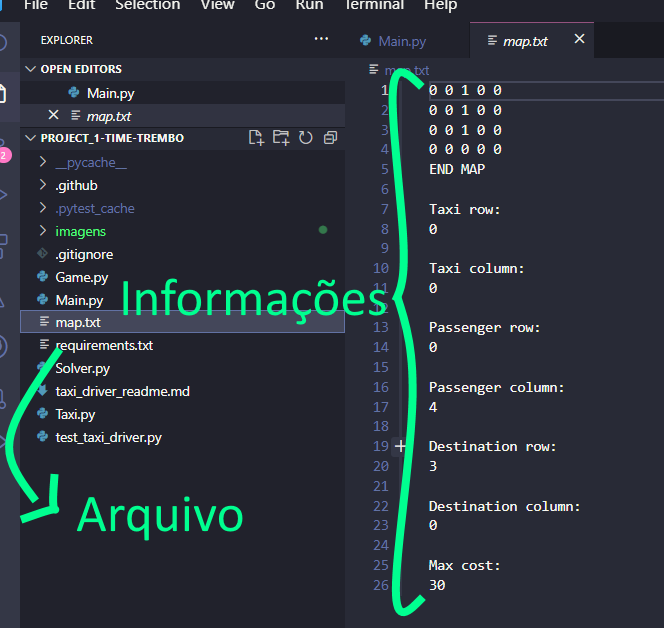 File Edit Selection View Go Run Terminal Help
EXPLORER
OPEN EDITORS
Main.py
map.txt
PROJECT_1-TIME-TREMBO
__pycache__
.github
.pytest_cache
imagens
.gitignore
Game.py
Main.py
map.txt
requirements.txt
Solver.py
taxi_driver_readme.md
Taxi.py
test_taxi_driver.py
Informações
Arquivo
2
Main.py
map.txt
map.txt
1 0 0 1 0 0
2 0 0 1 0 0
3 0 0 1 0 0
4 0 0 0 0 0
5 END MAP
6
7 Taxi row:
8 0
9
10 Taxi column:
11 0
12
13 Passenger row:
14 0
15
16 Passenger column:
17 4
18
19 Destination row:
20 3
21
22 Destination column:
23 0
24
25 Max cost:
26 30